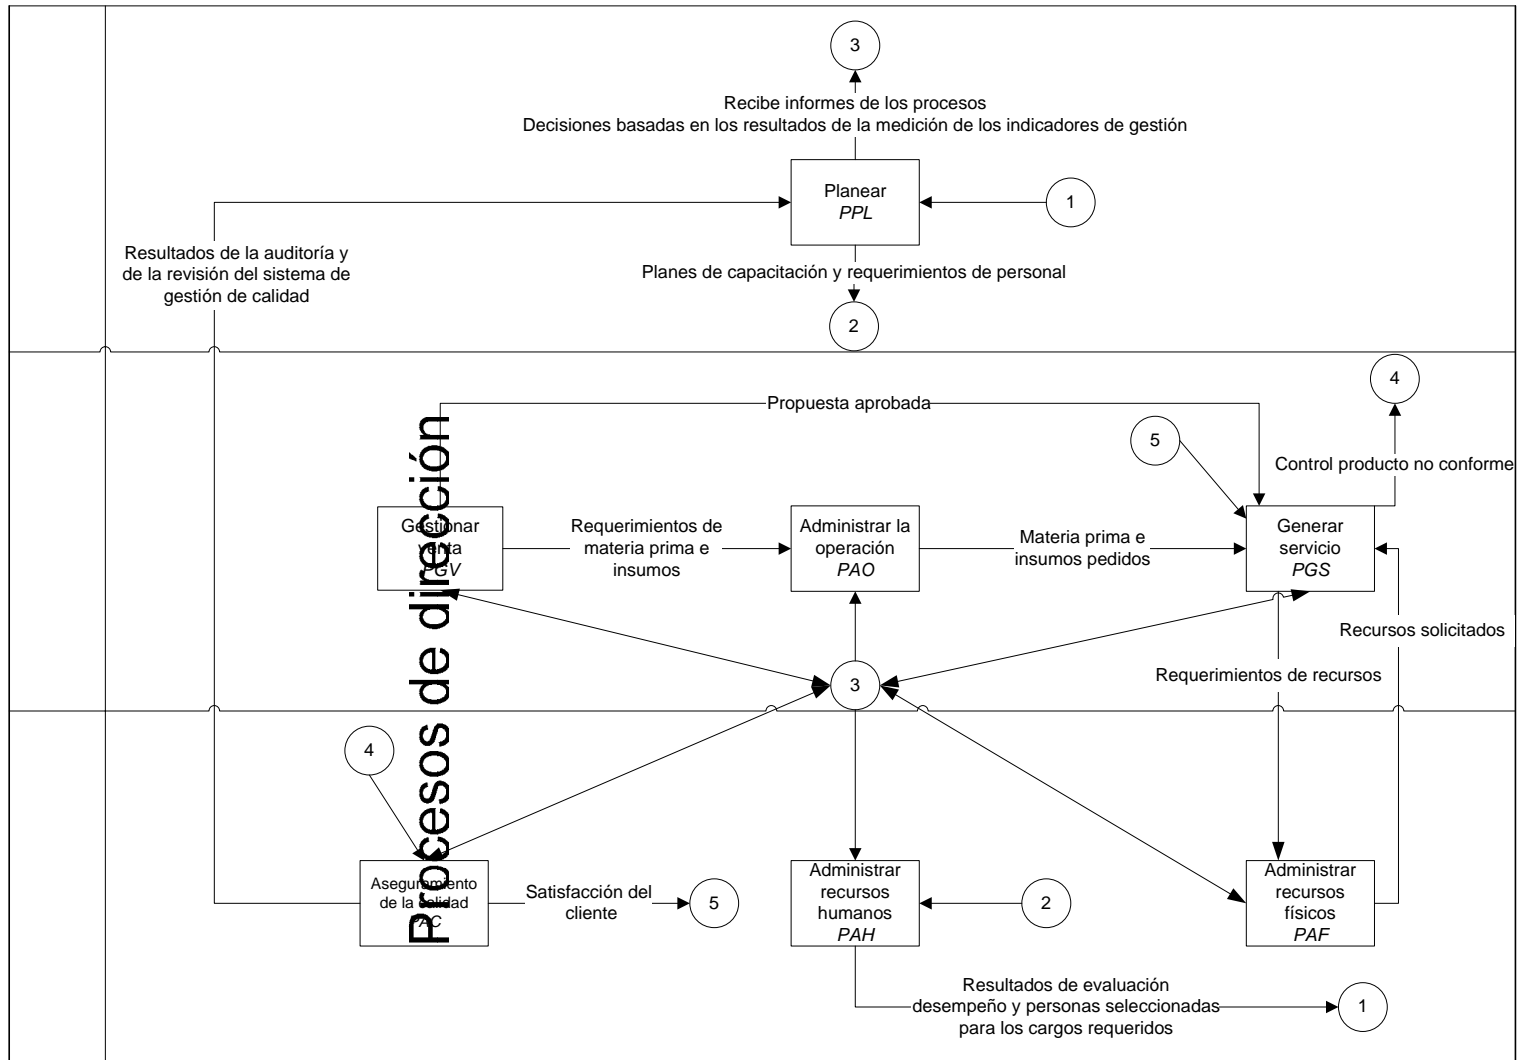 3
Recibe informes de los procesos
Decisiones basadas en los resultados de la medición de los indicadores de gestión
Planear
PPL
1
Resultados de la auditoría y
de la revisión del sistema de
gestión de calidad
Planes de capacitación y requerimientos de personal
2
4
Propuesta aprobada
5
Control producto no conforme
Procesos de dirección
Gestionar
venta
PGV
Requerimientos de
materia prima e
insumos
Administrar la
operación
PAO
Materia prima e
insumos pedidos
Generar
servicio
PGS
Recursos solicitados
Requerimientos de recursos
3
4
Aseguramiento
de la calidad
PAC
Satisfacción del
cliente
5
Administrar
recursos
humanos
PAH
2
Administrar
recursos
físicos
PAF
Resultados de evaluación
desempeño y personas seleccionadas
para los cargos requeridos
1